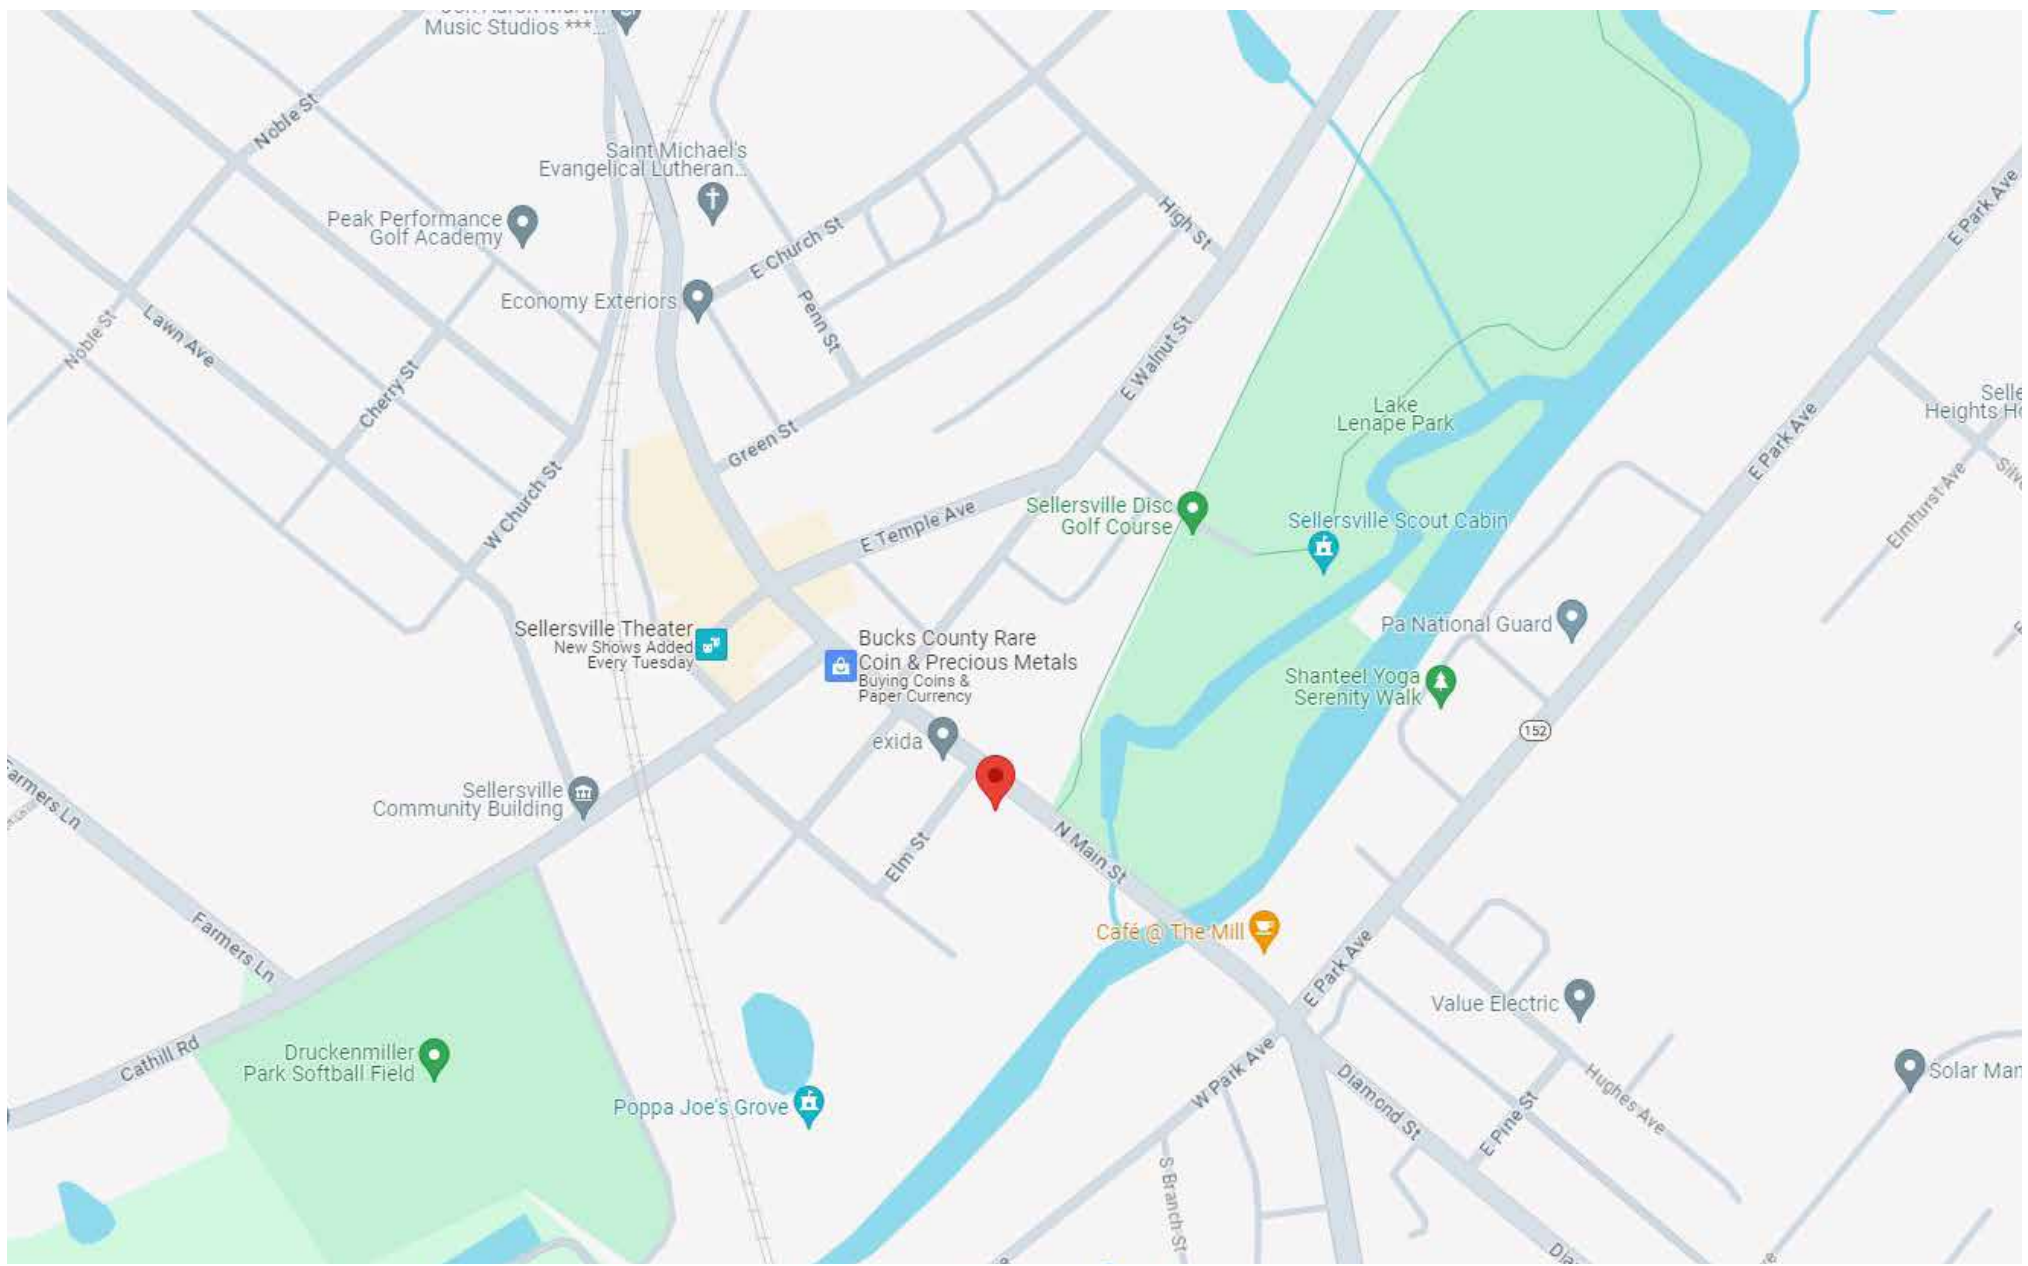 Music Studios ***...
Noble St
Saint Michael's
Evangelical Lutheran...
Peak Performance
Golf Academy
E Church St
High St
E Park Ave
Economy Exteriors
Penn St
Noble St
Lawn Ave
Cherry St
E Walnut St
Lake
Lenape Park
Selle
Heights Ho
E Park Ave
Green St
W Church St
Elmhurst Ave
Silv
E Temple Ave
Sellersville Disc
Golf Course
Sellersville Scout Cabin
Pa National Guard
Sellersville Theater
New Shows Added
Every Tuesday
Bucks County Rare
Coin & Precious Metals
Buying Coins &
Paper Currency
Shanteel Yoga
Serenity Walk
152
exida
Sellersville
Community Building
armers Ln
Elm St
N Main St
Farmers Ln
Café @ The Mill
E Park Ave
Value Electric
Cathill Rd
Druckenmiller
Park Softball Field
Poppa Joe's Grove
W Park Ave
Diamond St
Hughes Ave
E Pine St
Solar Man
S Branch St
Dia